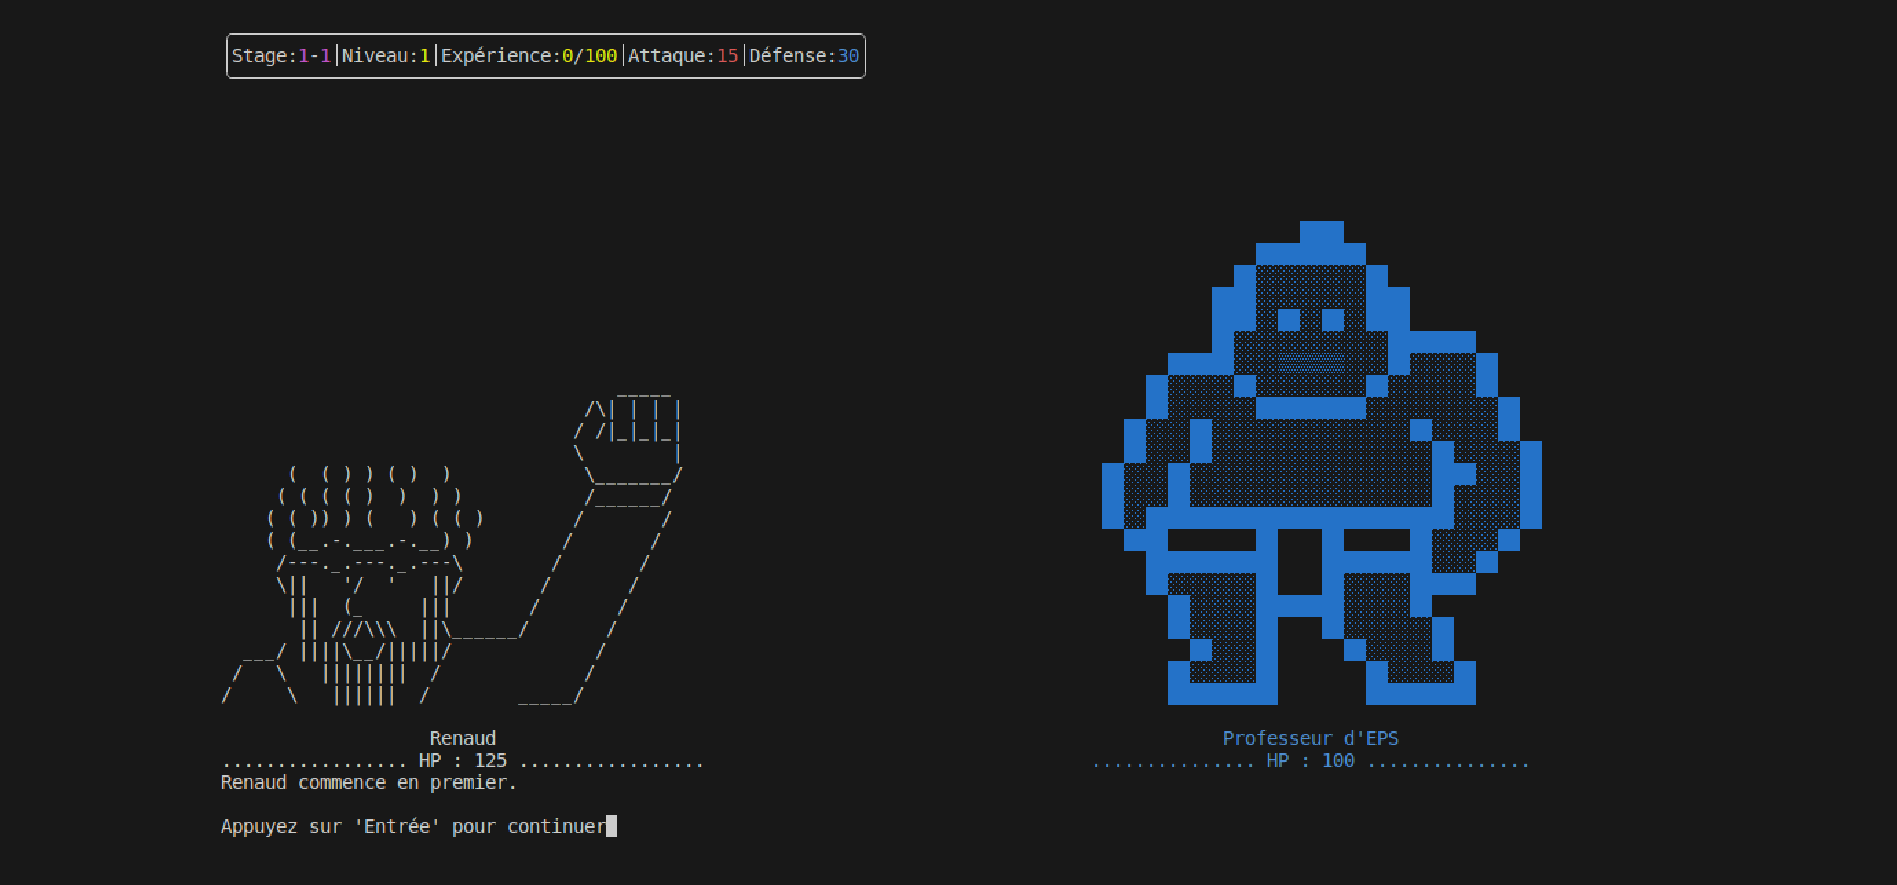 Stage:1-1|Niveau:1|Expérience:0/100|Attaque:15|Défense:30
Renaud
................. HP : 125 .................
Professeur d'EPS
............... HP : 100 ...............
Renaud commence en premier.
Appuyez sur 'Entrée' pour continuer